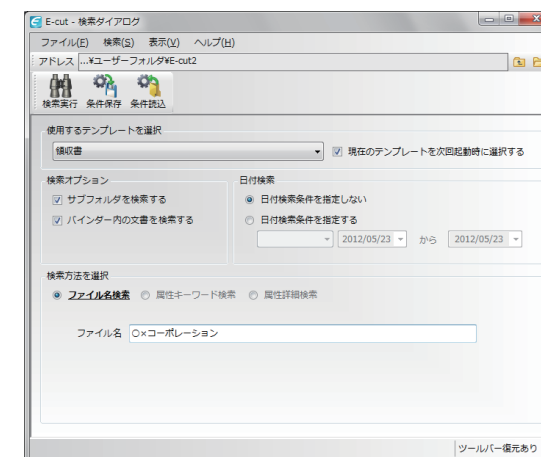 E-cut - 検索ダイアログ
ファイル(E) 検索(S) 表示(V) ヘルプ(H)
アドレス ...¥ユーザーフォルダ¥E-cut2
検索実行 条件保存 条件読込
使用するテンプレートを選択
領収書 現在のテンプレートを次回起動時に選択する
検索オプション 日付検索
サブフォルダを検索する 日付検索条件を指定しない
バインダー内の文書を検索する 日付検索条件を指定する
2012/05/23 から 2012/05/23
検索方法を選択
ファイル名検索 属性キーワード検索 属性詳細検索
ファイル名 ○×コーポレーション
ツールバー復元あり